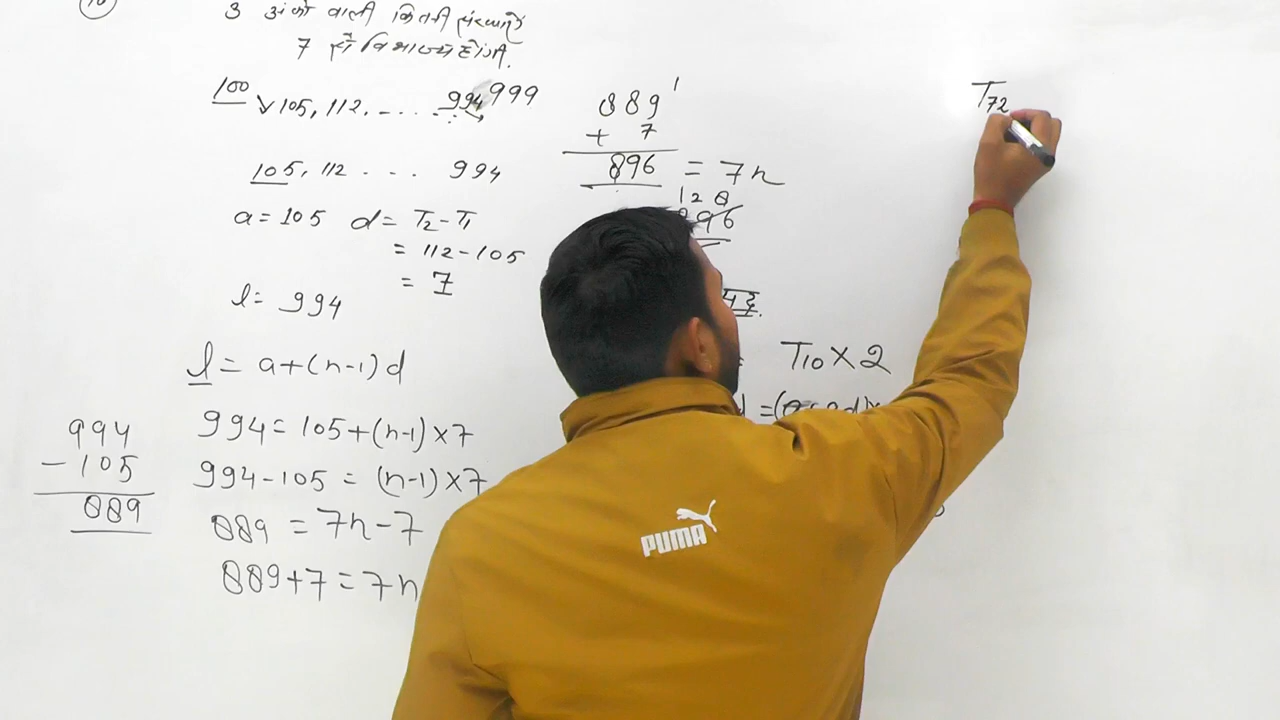 3 अंको वाली कितनी संख्याऐं
7 से विभाज्य होंगी.
100 105, 112, ..... 994 999
105, 112 .... 994
a = 105 d = T2 - T1
= 112 - 105
= 7
l = 994
l = a+(n-1)d
994 = 105+(n-1)×7
994-105 = (n-1)×7
889 = 7n-7
889+7 = 7n
994
- 105
889
889
+ 7
896 = 7n
128
896
T10 × 2
T72
PUMA